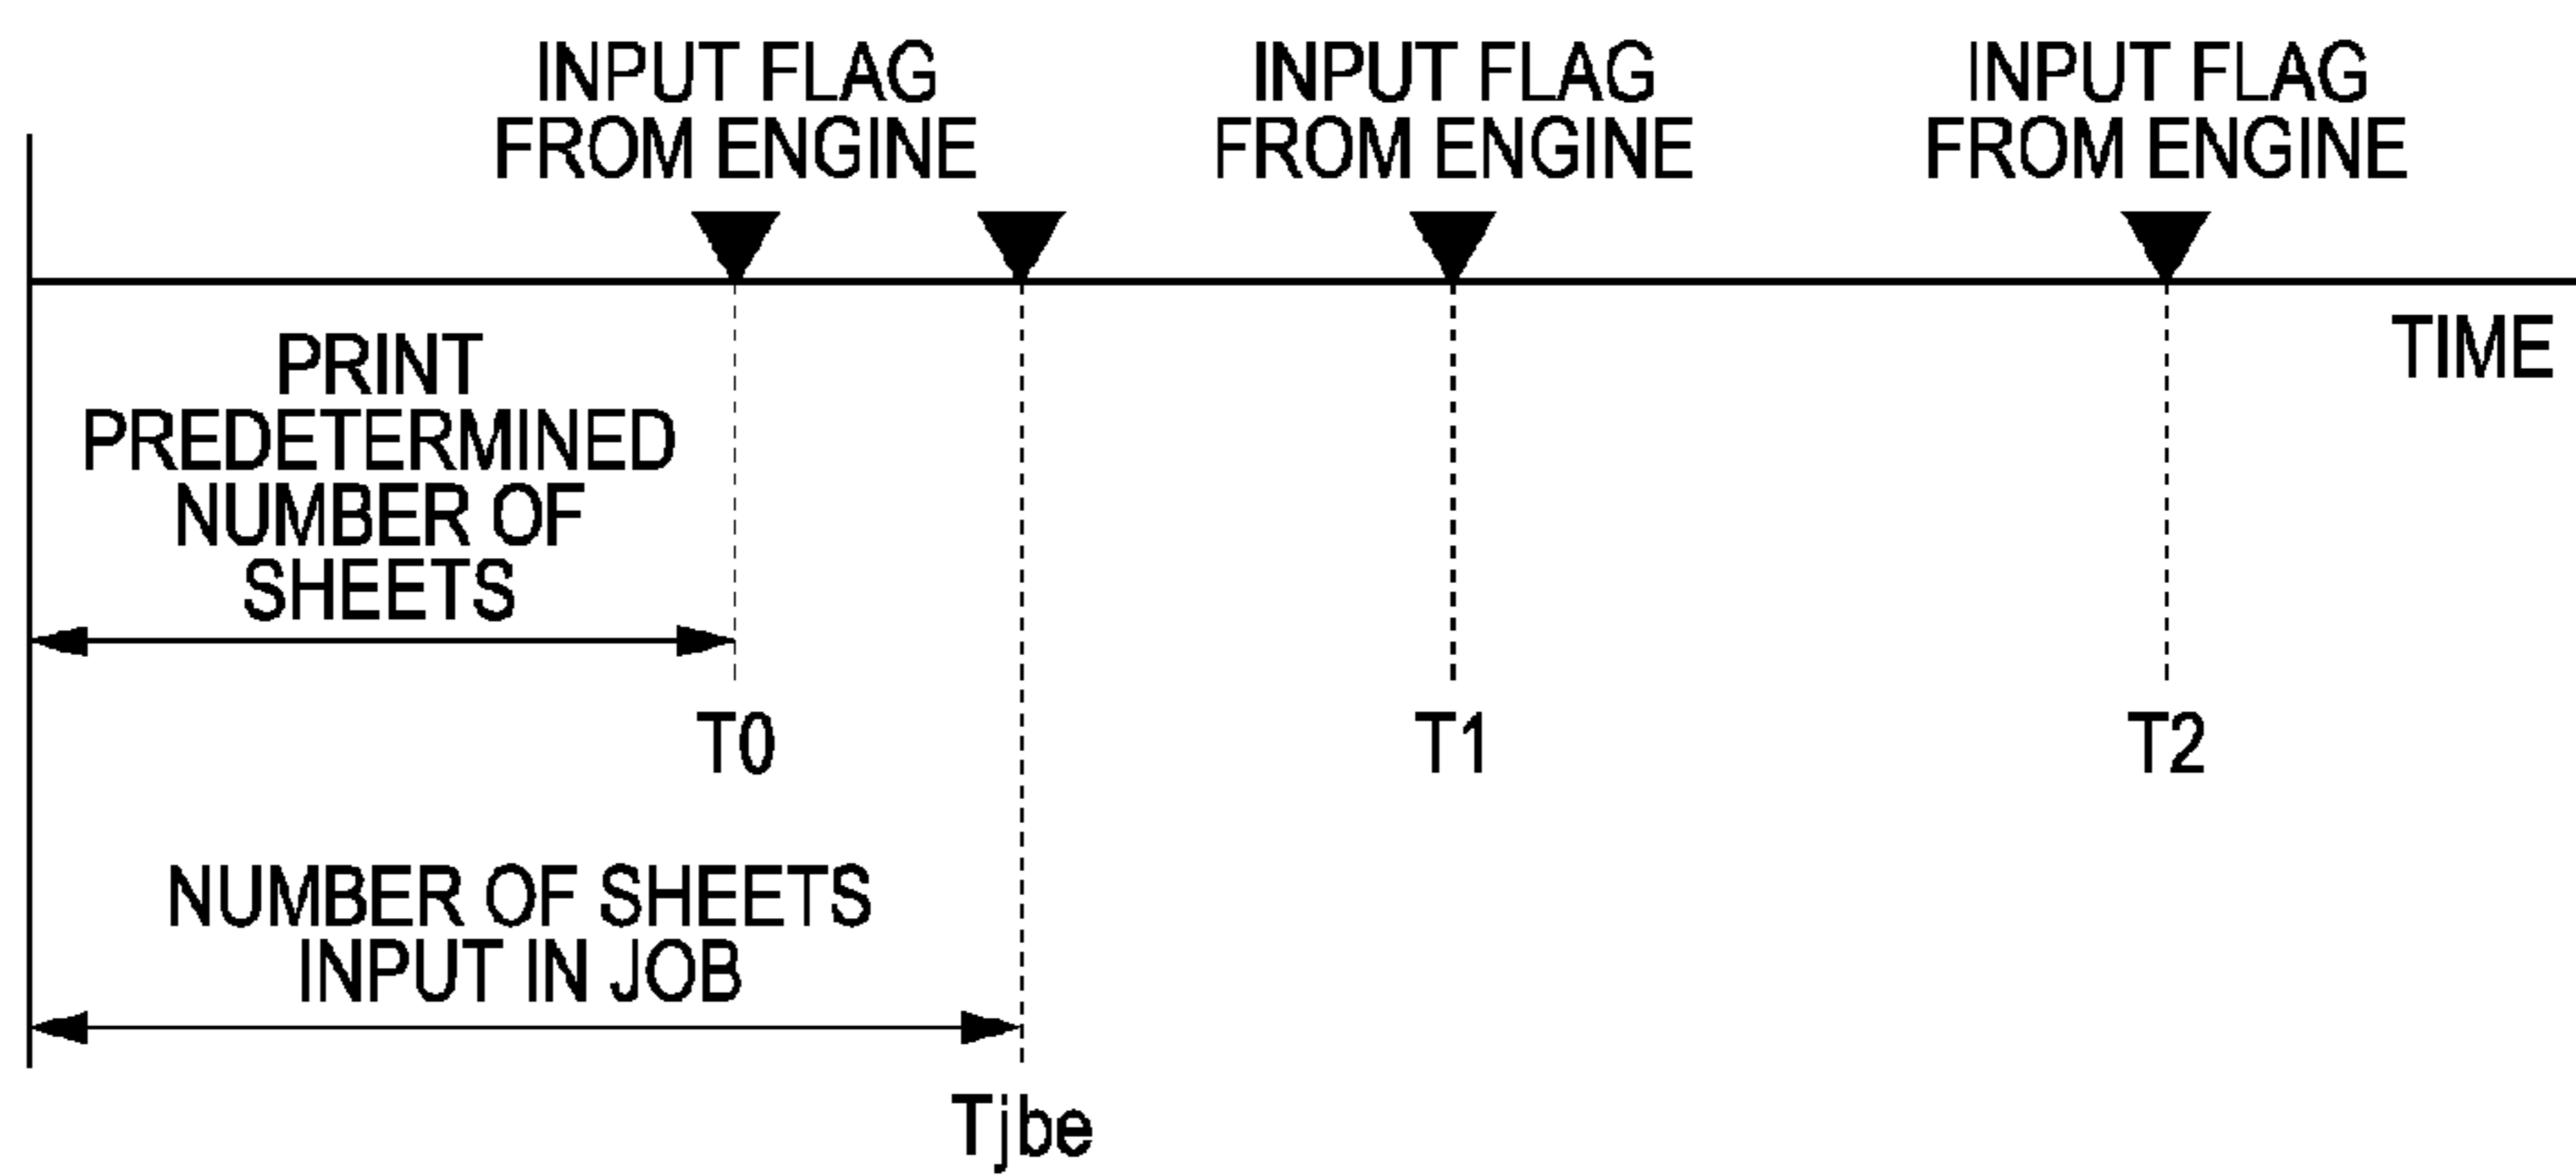 INPUT FLAG
FROM ENGINE
INPUT FLAG
FROM ENGINE
INPUT FLAG
FROM ENGINE
TIME
PRINT
PREDETERMINED
NUMBER OF
SHEETS
T0
T1
T2
NUMBER OF SHEETS
INPUT IN JOB
Tjbe